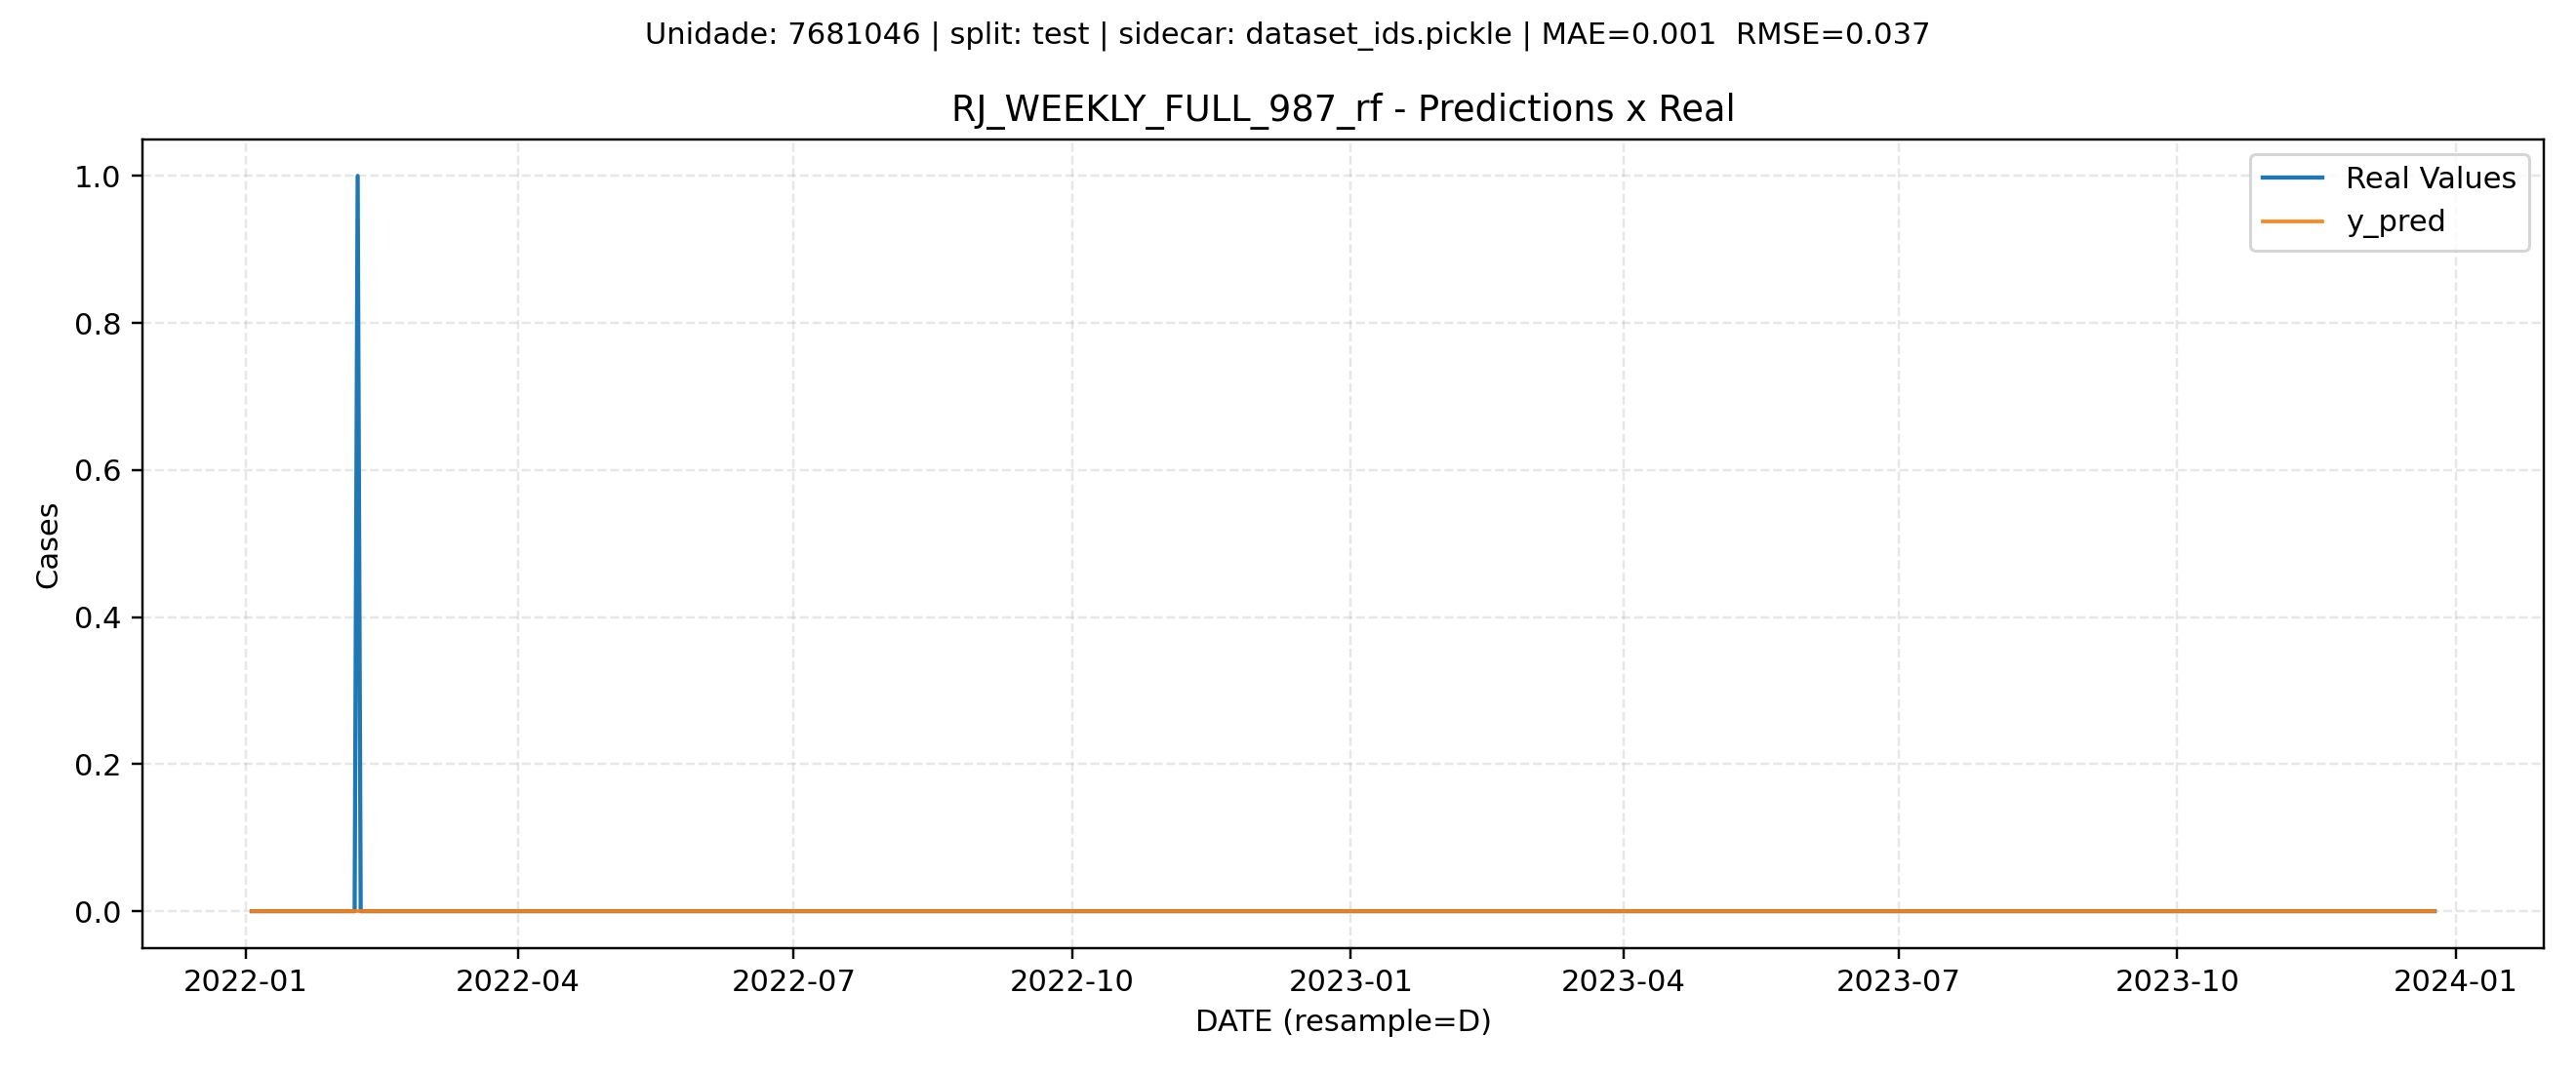 Unidade: 7681046 | split: test | sidecar: dataset_ids.pickle | MAE=0.001  RMSE=0.037
RJ_WEEKLY_FULL_987_rf - Predictions x Real
Real Values
y_pred
1.0
0.8
0.6
0.4
0.2
0.0
Cases
2022-01 2022-04 2022-07 2022-10 2023-01 2023-04 2023-07 2023-10 2024-01
DATE (resample=D)